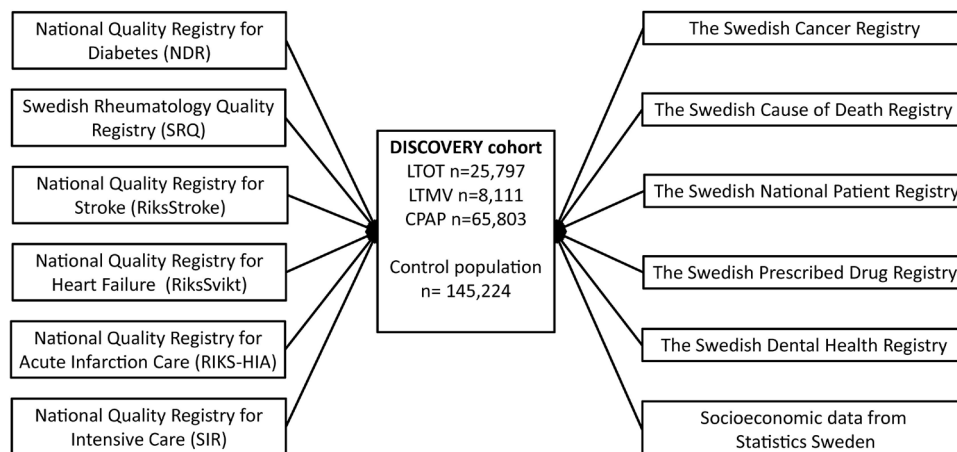 National Quality Registry for
Diabetes (NDR)
Swedish Rheumatology Quality
Registry (SRQ)
National Quality Registry for
Stroke (RiksStroke)
National Quality Registry for
Heart Failure (RiksSvikt)
National Quality Registry for
Acute Infarction Care (RIKS-HIA)
National Quality Registry for
Intensive Care (SIR)
DISCOVERY cohort
LTOT n=25,797
LTMV n=8,111
CPAP n=65,803
Control population
n= 145,224
The Swedish Cancer Registry
The Swedish Cause of Death Registry
The Swedish National Patient Registry
The Swedish Prescribed Drug Registry
The Swedish Dental Health Registry
Socioeconomic data from
Statistics Sweden